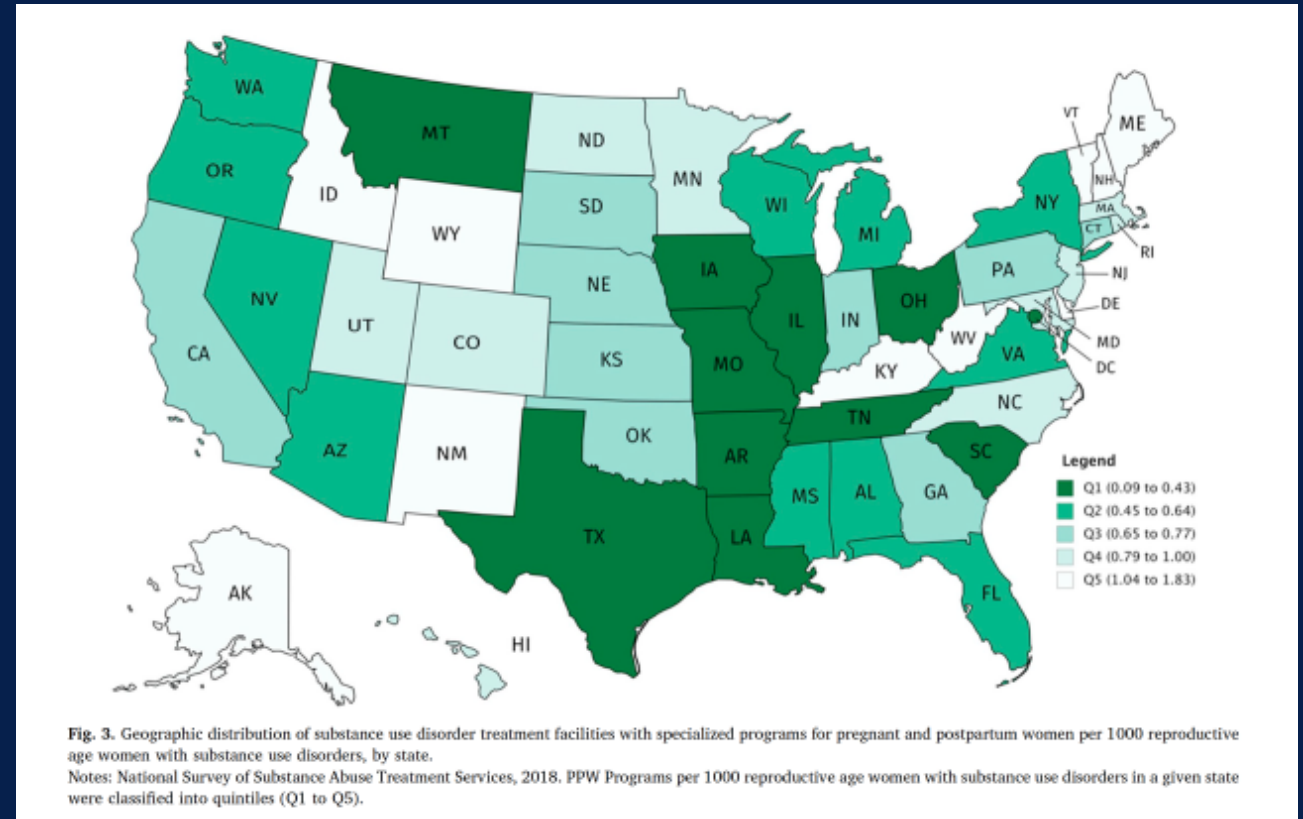 WA
MT
ND
MN
VT
ME
OR
ID
SD
WI
NY
NH
WY
MI
MA
CT
RI
IA
PA
NJ
NE
NV
OH
DE
UT
IL
IN
CO
WV
MD
CA
KS
MO
VA
DC
KY
NC
TN
OK
AZ
NM
AR
SC
MS
AL
GA
TX
LA
FL
AK
HI
Legend
Q1 (0.09 to 0.43)
Q2 (0.45 to 0.64)
Q3 (0.65 to 0.77)
Q4 (0.79 to 1.00)
Q5 (1.04 to 1.83)
Fig. 3. Geographic distribution of substance use disorder treatment facilities with specialized programs for pregnant and postpartum women per 1000 reproductive
age women with substance use disorders, by state.
Notes: National Survey of Substance Abuse Treatment Services, 2018. PPW Programs per 1000 reproductive age women with substance use disorders in a given state
were classified into quintiles (Q1 to Q5).